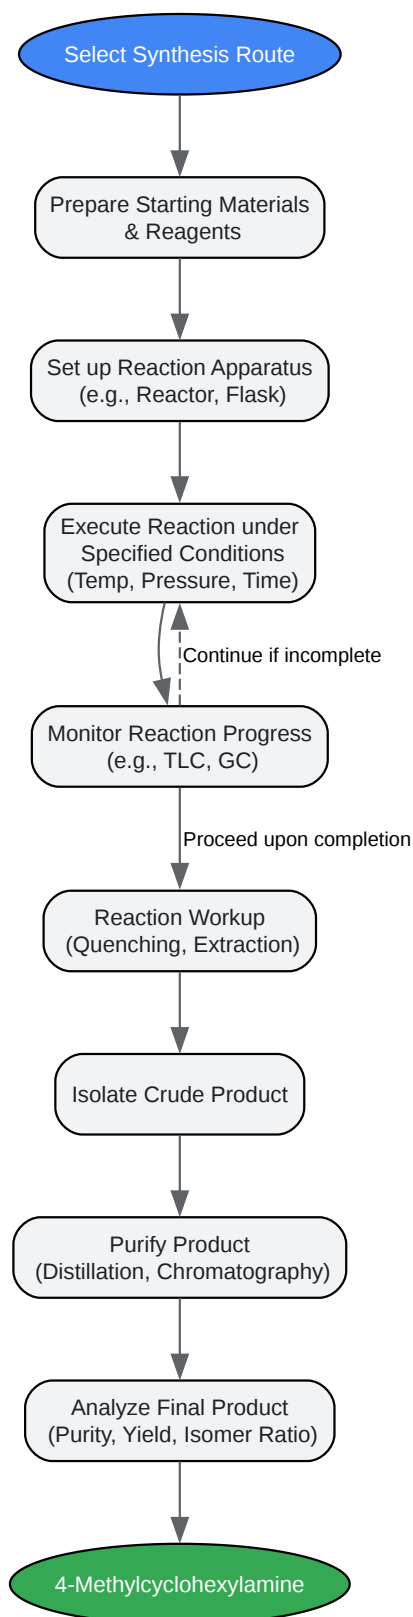 Select Synthesis Route
Prepare Starting Materials
& Reagents
Set up Reaction Apparatus
(e.g., Reactor, Flask)
Execute Reaction under
Specified Conditions
(Temp, Pressure, Time)
Continue if incomplete
Monitor Reaction Progress
(e.g., TLC, GC)
Proceed upon completion
Reaction Workup
(Quenching, Extraction)
Isolate Crude Product
Purify Product
(Distillation, Chromatography)
Analyze Final Product
(Purity, Yield, Isomer Ratio)
4-Methylcyclohexylamine